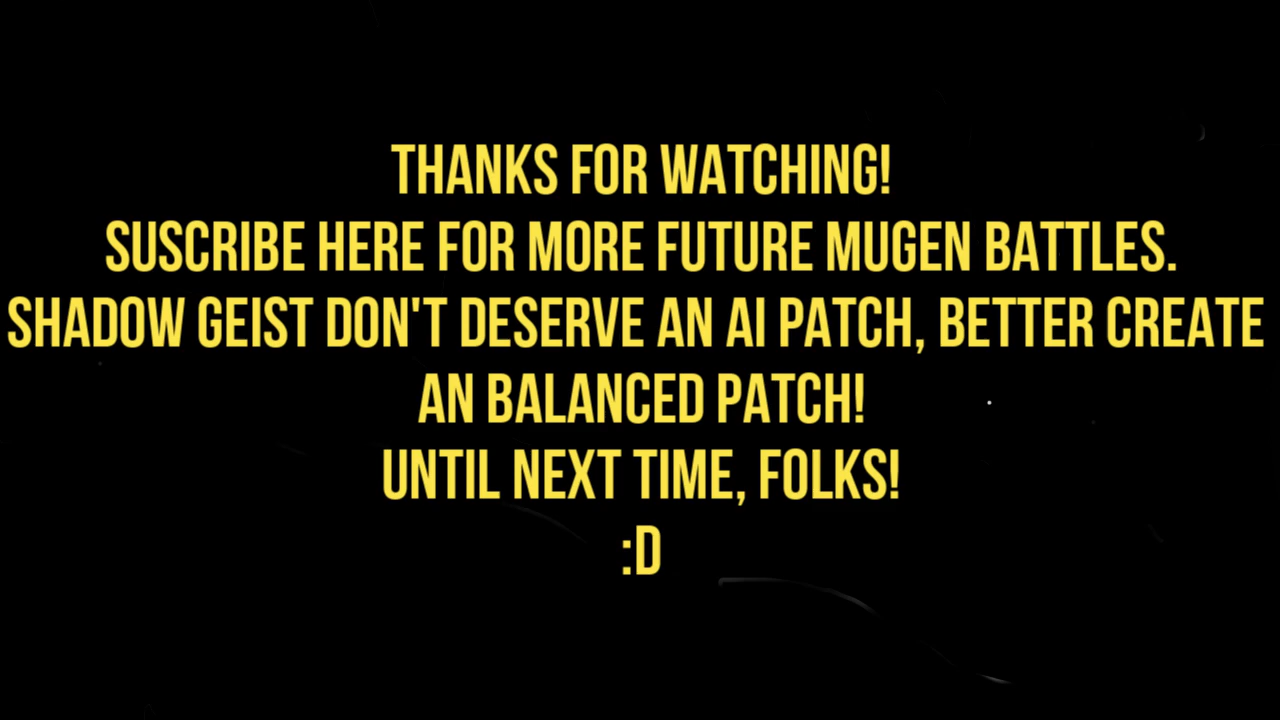 THANKS FOR WATCHING!
SUSCRIBE HERE FOR MORE FUTURE MUGEN BATTLES.
SHADOW GEIST DON'T DESERVE AN AI PATCH, BETTER CREATE
AN BALANCED PATCH!
UNTIL NEXT TIME, FOLKS!
:D